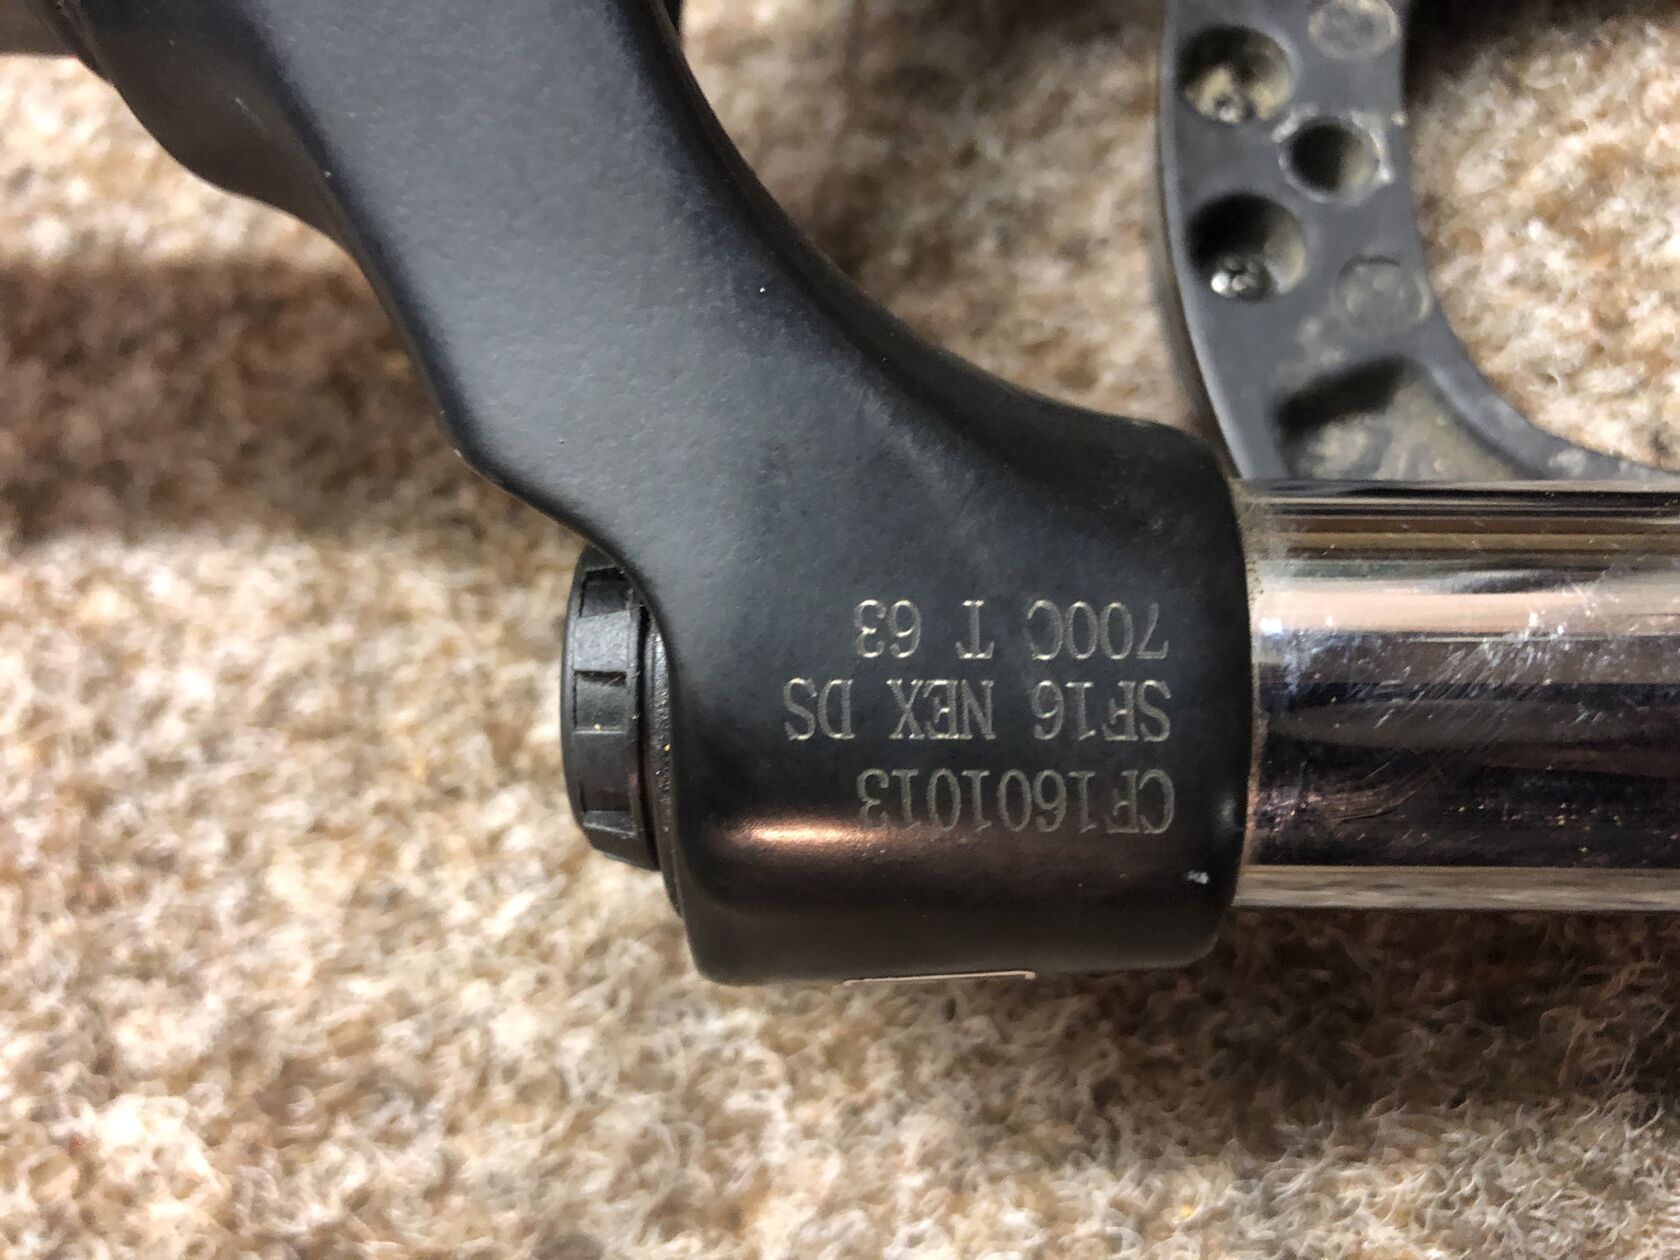 CF1601013
SF16 NEX DS
700C T 63